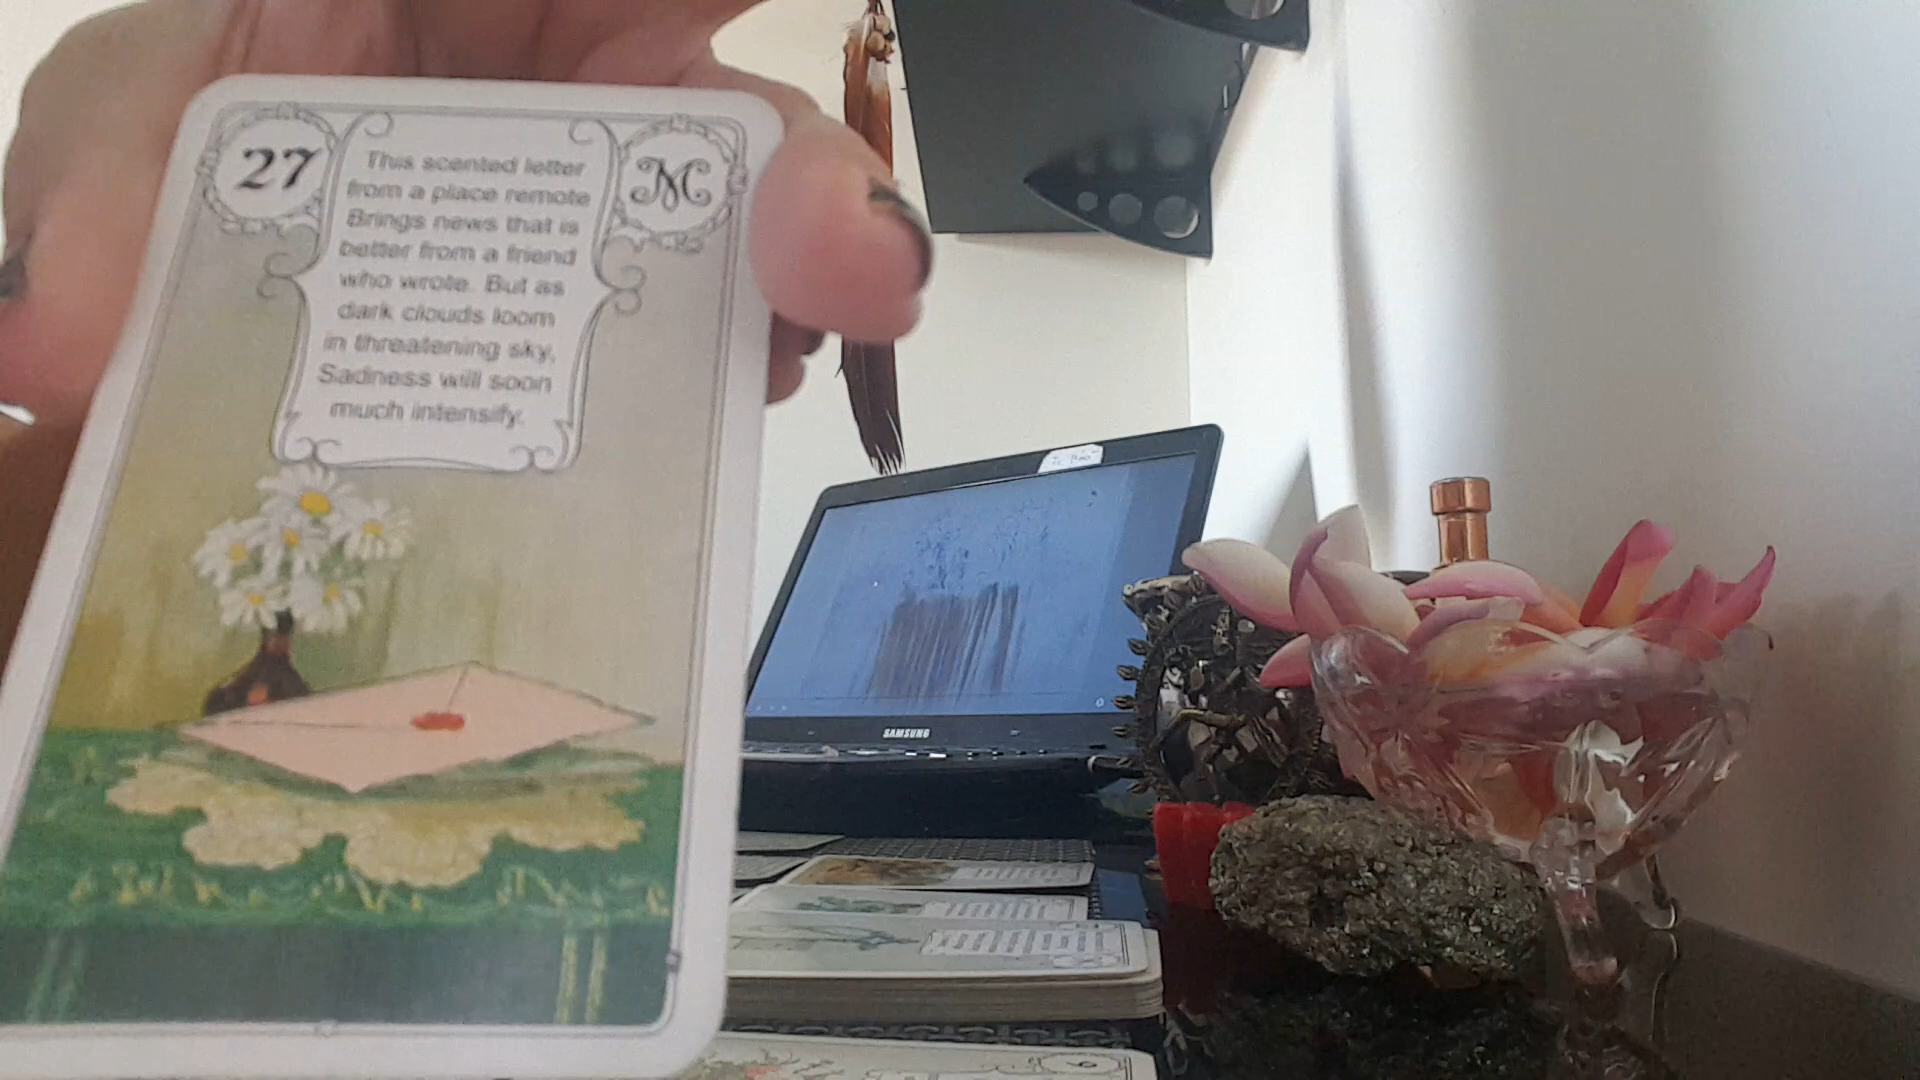 27
This scented letter
from a place remote
Brings news that is
better from a friend
who wrote. But as
dark clouds loom
in threatening sky,
Sadness will soon
much intensify.
M
SAMSUNG